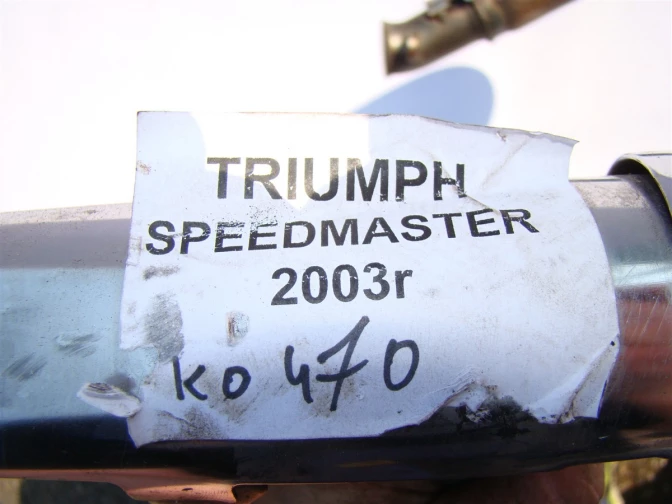 TRIUMPH
SPEEDMASTER
2003r
KO 470